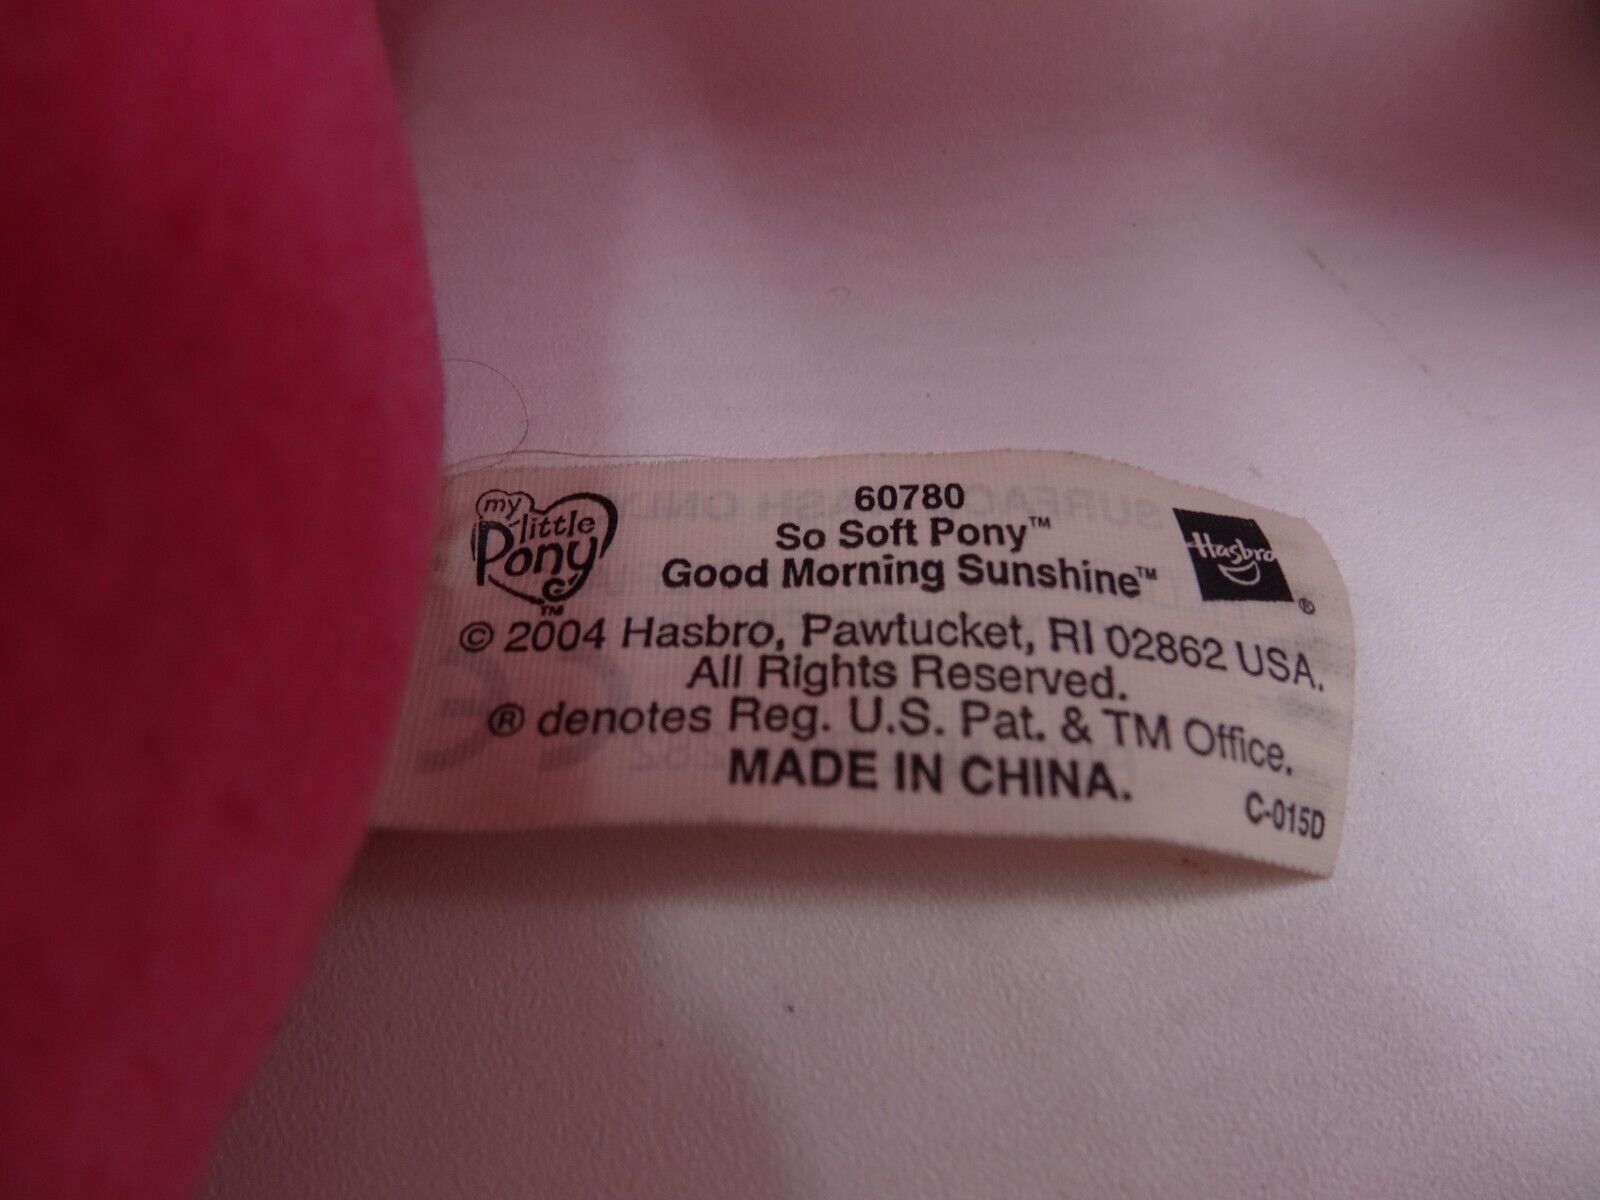 my little Pony™
60780
So Soft Pony™
Good Morning Sunshine™
Hasbro®
© 2004 Hasbro, Pawtucket, RI 02862 USA.
All Rights Reserved.
® denotes Reg. U.S. Pat. & TM Office.
MADE IN CHINA.
C-015D